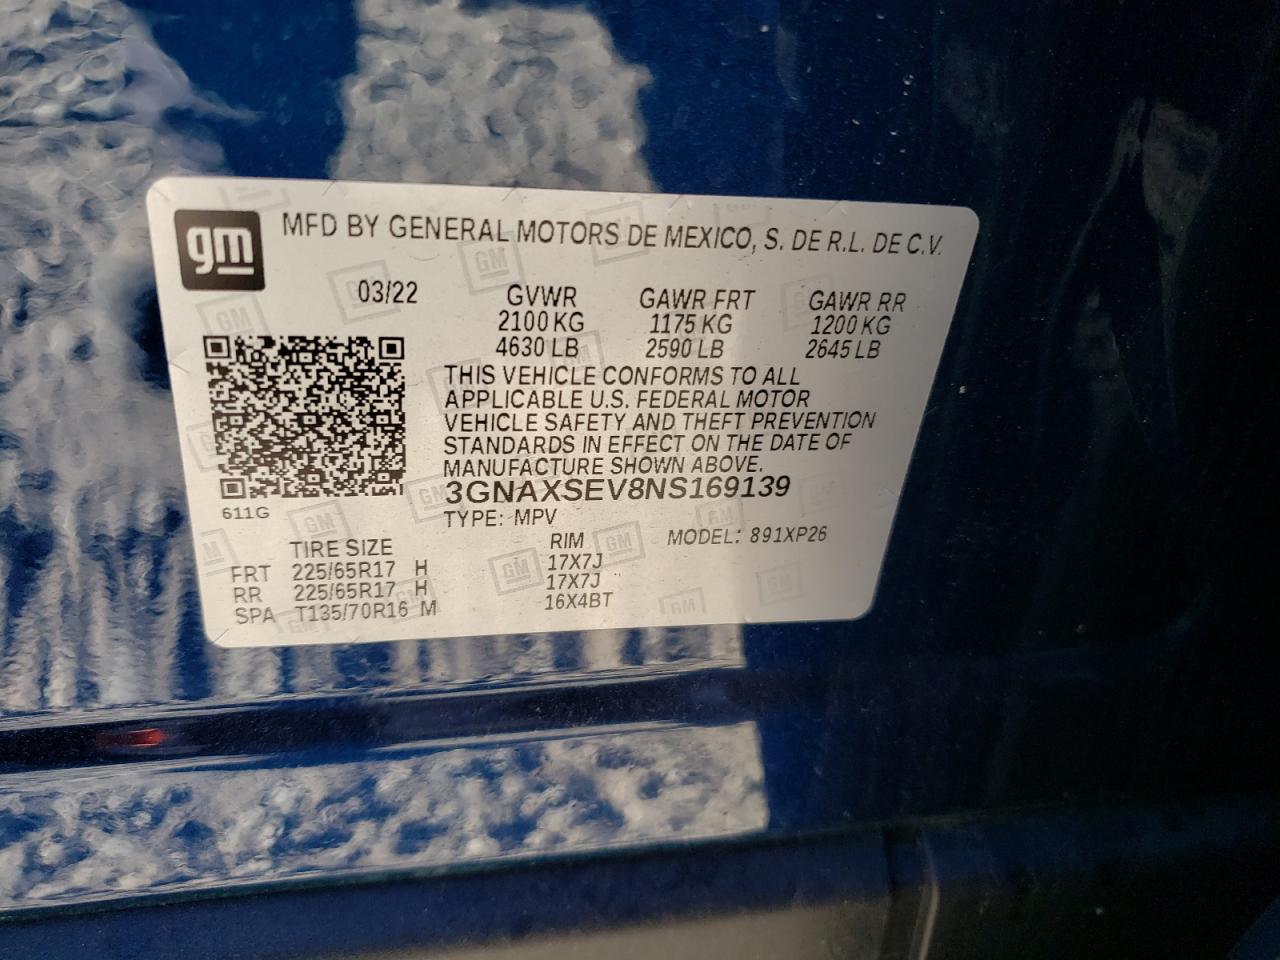 gm
MFD BY GENERAL MOTORS DE MEXICO, S. DE R.L. DE C.V.
03/22 GVWR GAWR FRT GAWR RR
2100 KG 1175 KG 1200 KG
4630 LB 2590 LB 2645 LB
THIS VEHICLE CONFORMS TO ALL
APPLICABLE U.S. FEDERAL MOTOR
VEHICLE SAFETY AND THEFT PREVENTION
STANDARDS IN EFFECT ON THE DATE OF
MANUFACTURE SHOWN ABOVE.
3GNAXSEV8NS169139
611G
TYPE: MPV
TIRE SIZE RIM MODEL: 891XP26
FRT 225/65R17 H 17X7J
RR 225/65R17 H 17X7J
SPA T135/70R16 M 16X4BT